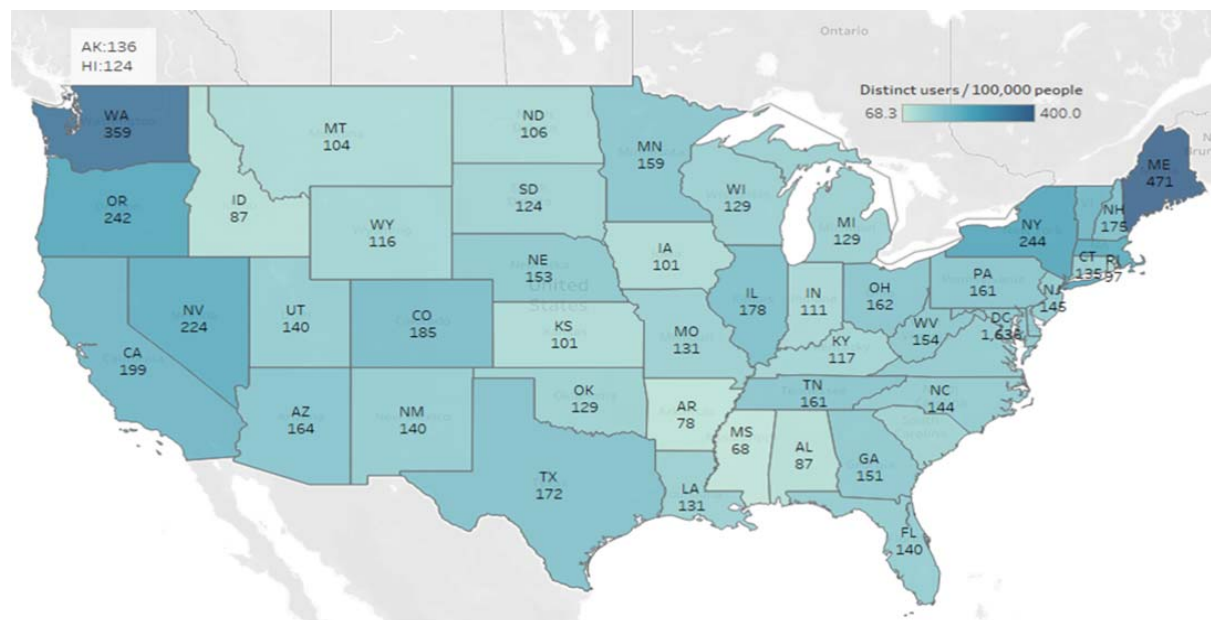 Ontario
AK:136
HI:124
Distinct users / 100,000 people
68.3
400.0
WA
359
MT
104
ND
106
MN
159
ME
471
OR
242
ID
87
WY
116
SD
124
WI
129
MI
129
NY
244
NH
175
NE
153
IA
101
CT
135
RI
97
PA
161
NJ
145
NV
224
UT
140
CO
185
United
States
KS
101
MO
131
IL
178
IN
111
OH
162
WV
154
DC
KY
117
CA
199
AZ
164
NM
140
OK
129
AR
78
TN
161
NC
144
MS
68
AL
87
GA
151
TX
172
LA
131
FL
140